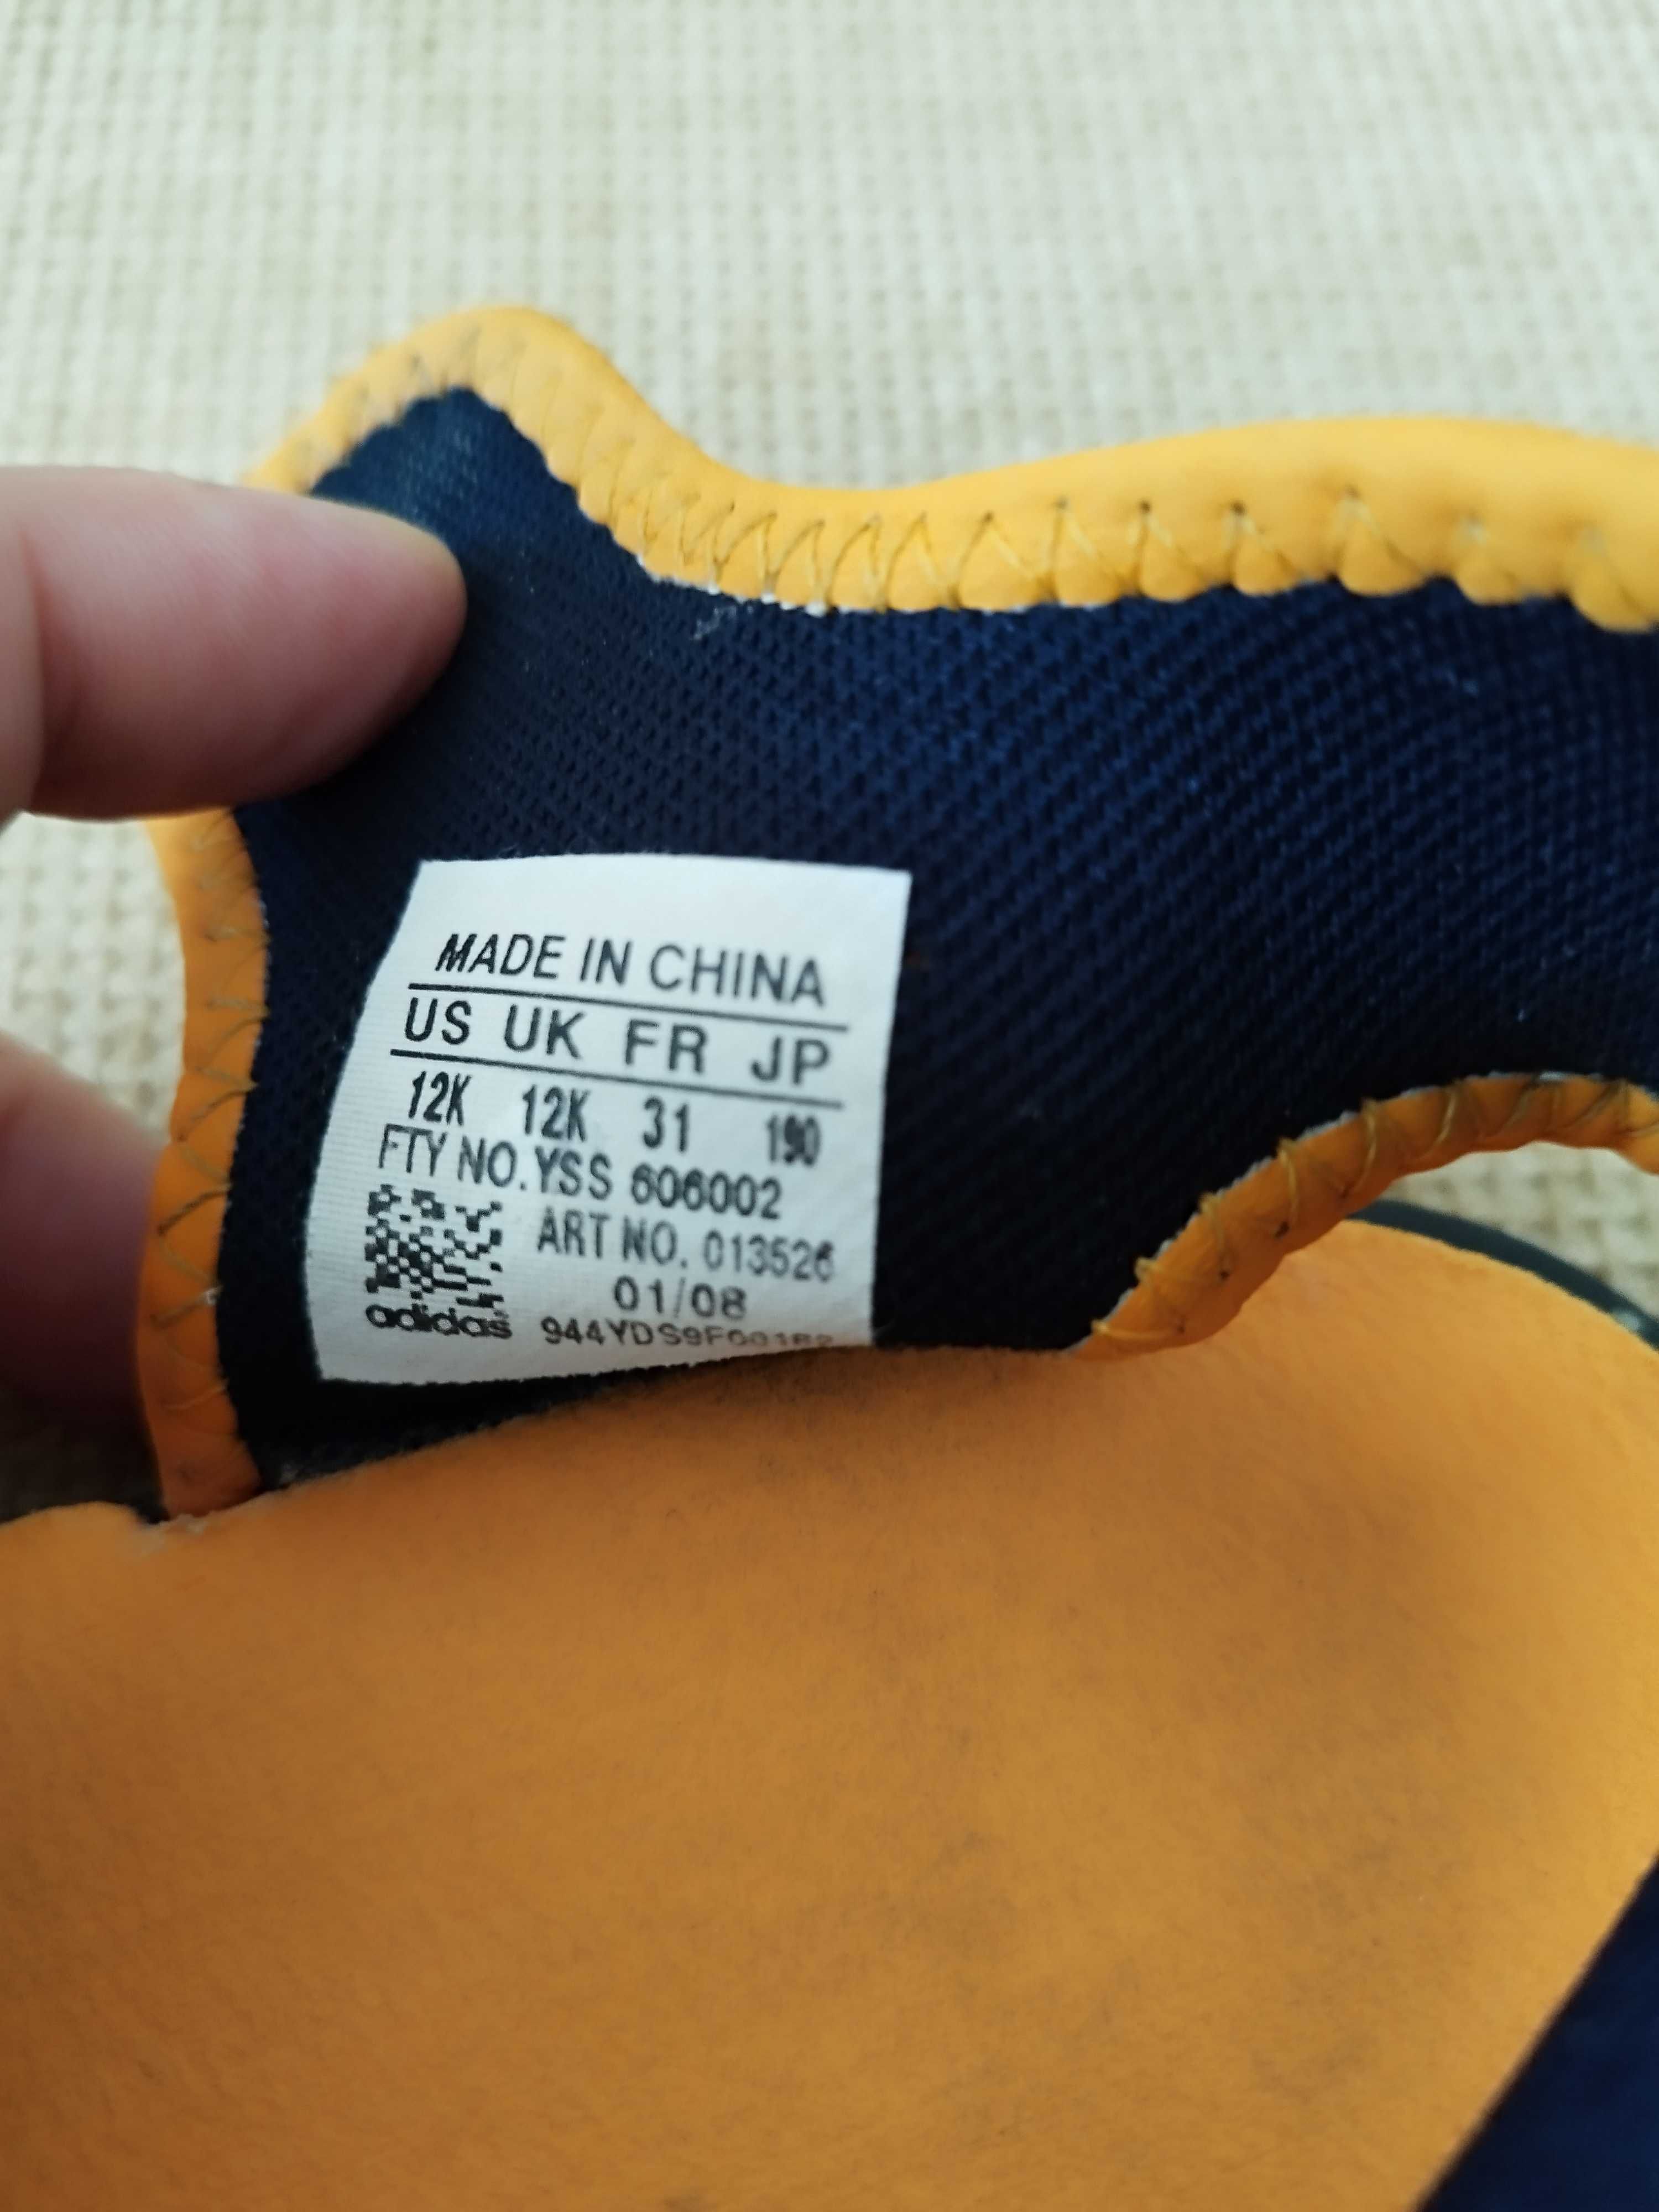 MADE IN CHINA
US UK FR JP
12K 12K 31 190
FTY NO. YSS 606002
ART NO. 013526
01/08
adidas